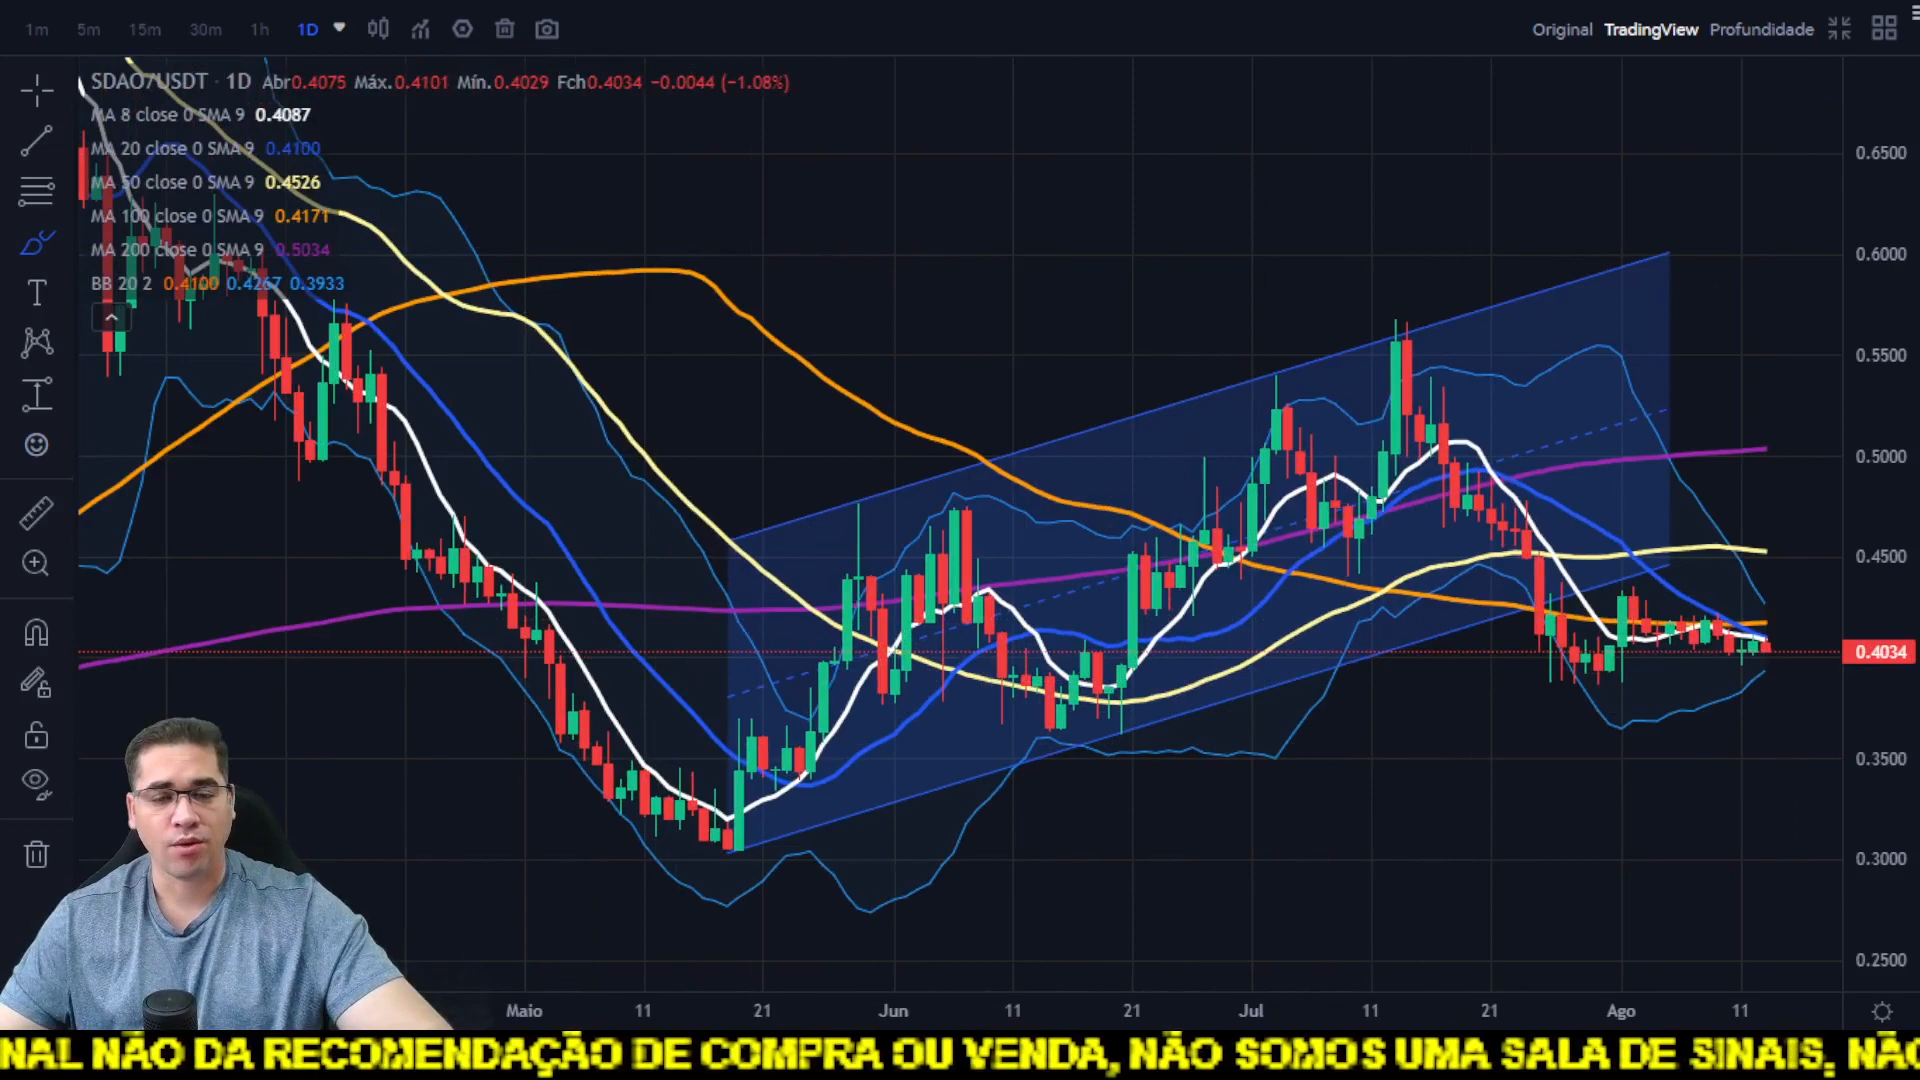 1m 5m 15m 30m 1h 1D Original TradingView Profundidade
SDAO/USDT · 1D Abr0.4075 Máx.0.4101 Mín.0.4029 Fch0.4034 −0.0044 (−1.08%)
MA 8 close 0 SMA 9 0.4087
MA 20 close 0 SMA 9 0.4100
MA 50 close 0 SMA 9 0.4526
MA 100 close 0 SMA 9 0.4171
MA 200 close 0 SMA 9 0.5034
BB 20 2 0.4100 0.4267 0.3933
0.6500
0.6000
0.5500
0.5000
0.4500
0.4034
0.3500
0.3000
0.2500
Maio 11 21 Jun 11 21 Jul 11 21 Ago 11
NAL NÃO DA RECOMENDAÇÃO DE COMPRA OU VENDA, NÃO SOMOS UMA SALA DE SINAIS, NÃO